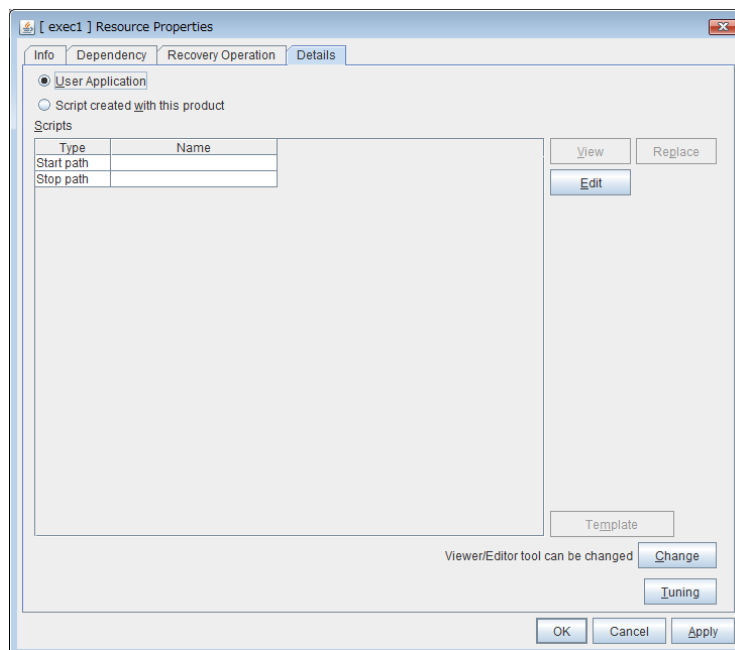 [ exec1 ] Resource Properties
Info Dependency Recovery Operation Details
User Application
Script created with this product
Scripts
Type Name
Start path
Stop path
View Replace
Edit
Template
Viewer/Editor tool can be changed Change
Tuning
OK Cancel Apply